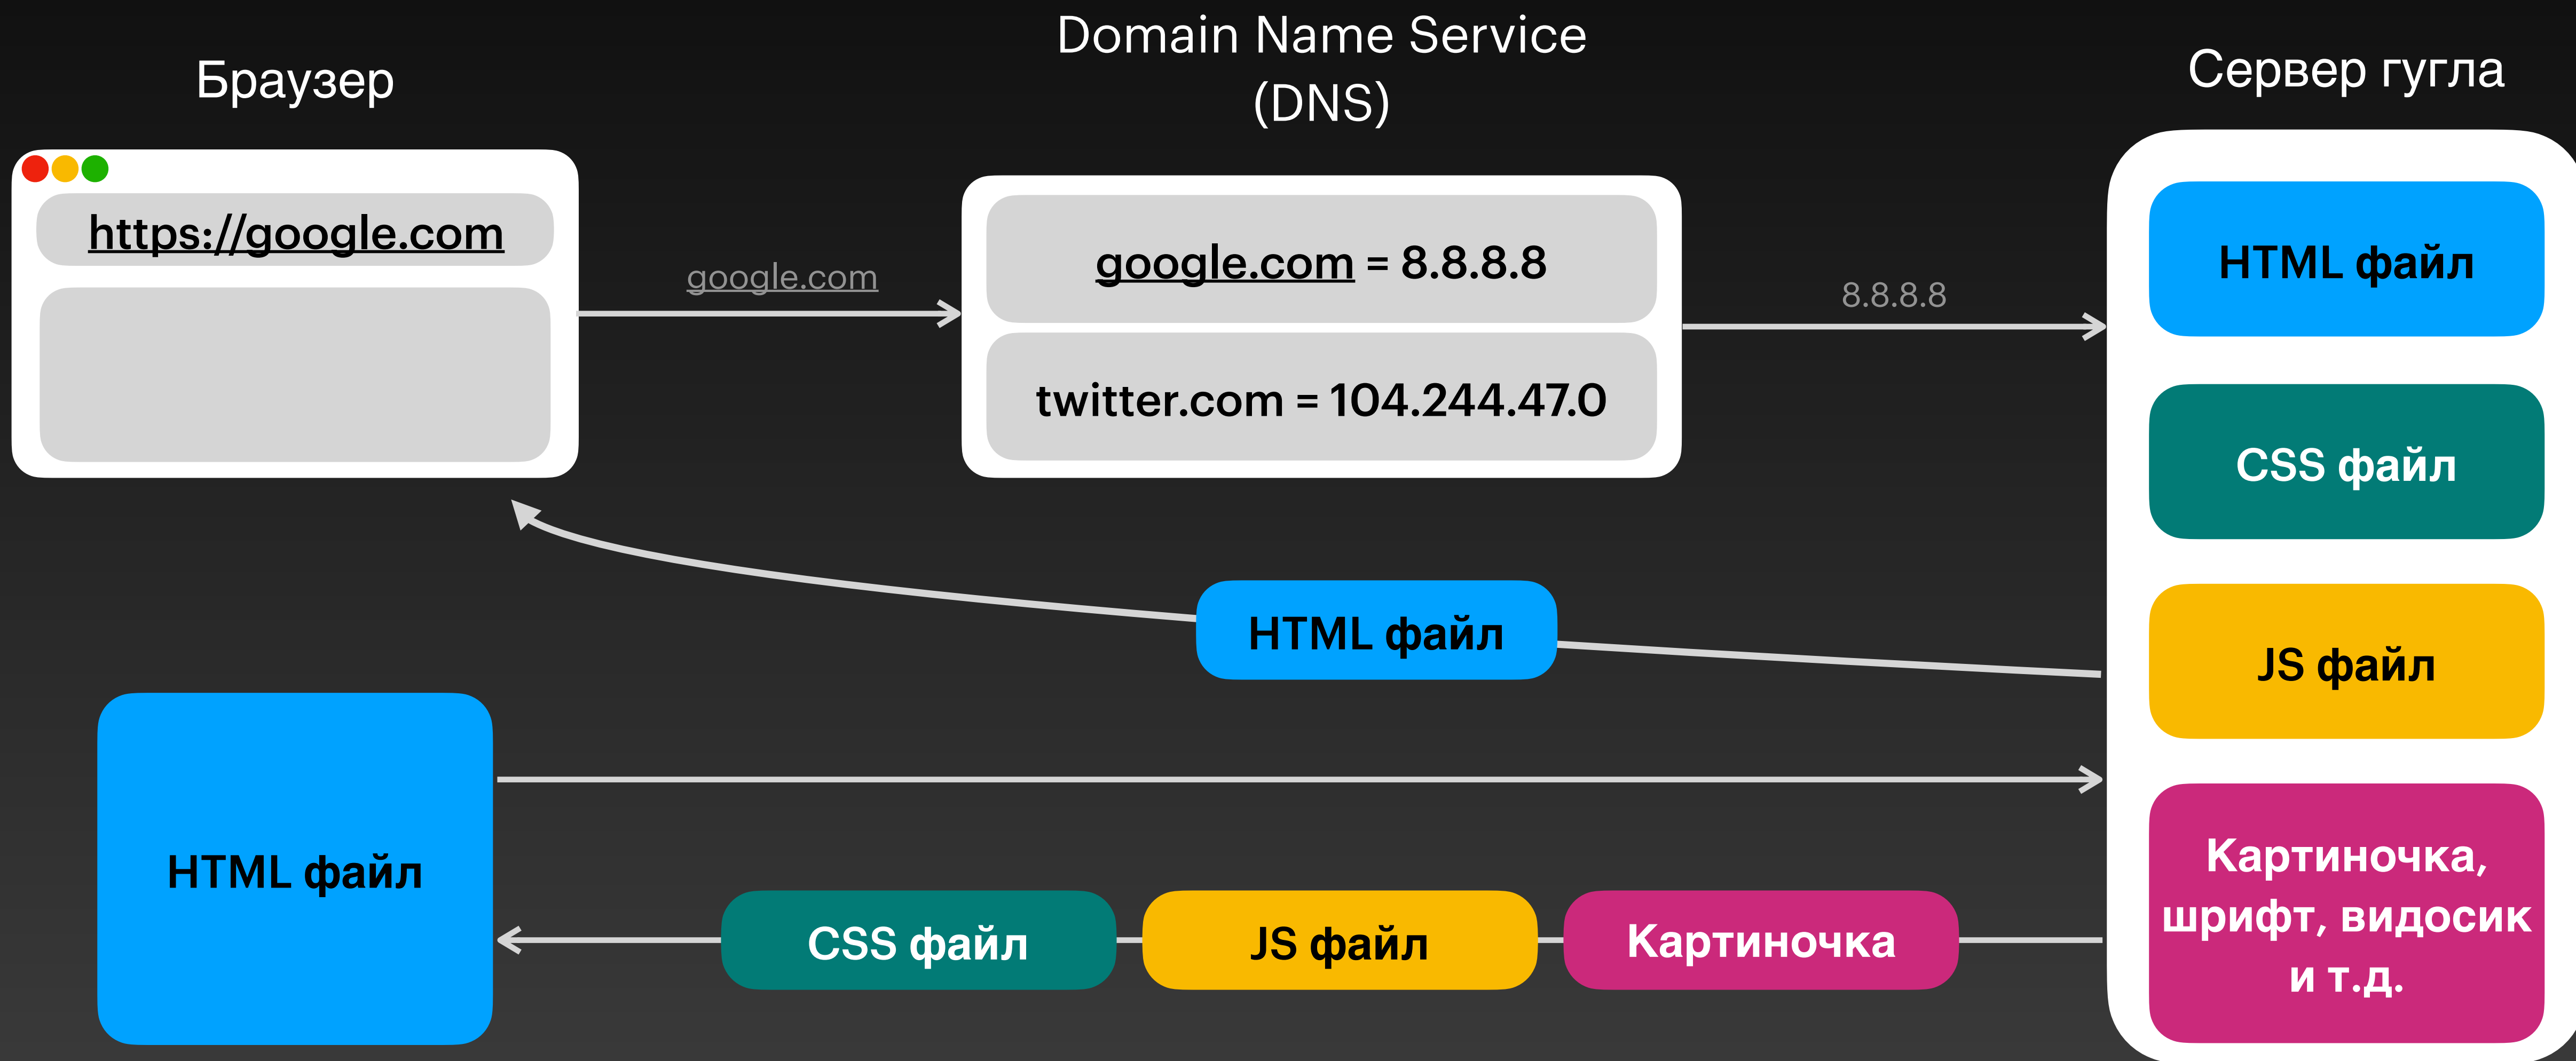 Браузер
Domain Name Service
(DNS)
Сервер гугла
https://google.com
google.com
google.com = 8.8.8.8
twitter.com = 104.244.47.0
8.8.8.8
HTML файл
CSS файл
JS файл
Картиночка,
шрифт, видосик
и т.д.
HTML файл
HTML файл
CSS файл
JS файл
Картиночка